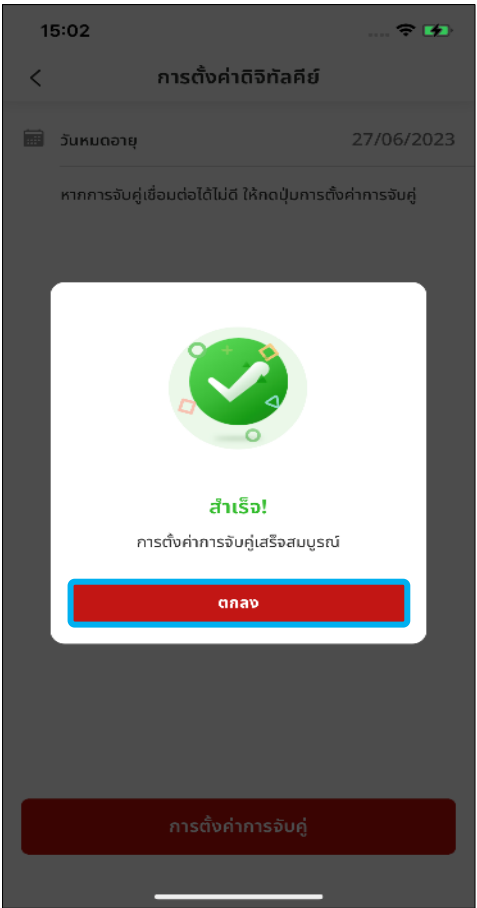 15:02
การตั้งค่าดิจิทัลคีย์
วันหมดอายุ 27/06/2023
หากการจับคู่เชื่อมต่อได้ไม่ดี ให้กดปุ่มการตั้งค่าการจับคู่
สำเร็จ!
การตั้งค่าการจับคู่เสร็จสมบูรณ์
ตกลง
การตั้งค่าการจับคู่